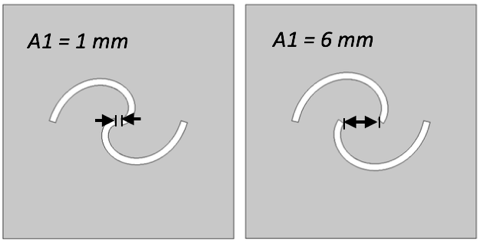 A1 = 1 mm
A1 = 6 mm